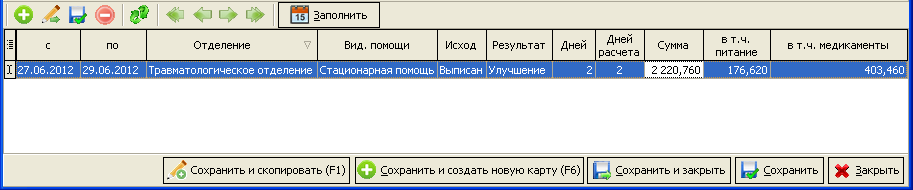 15 Заполнить
с по Отделение Вид. помощи Исход Результат Дней Дней расчета Сумма в т.ч. питание в т.ч. медикаменты
27.06.2012 29.06.2012 Травматологическое отделение Стационарная помощь Выписан Улучшение 2 2 2 220,760 176,620 403,460
Сохранить и скопировать (F1) Сохранить и создать новую карту (F6) Сохранить и закрыть Сохранить Закрыть